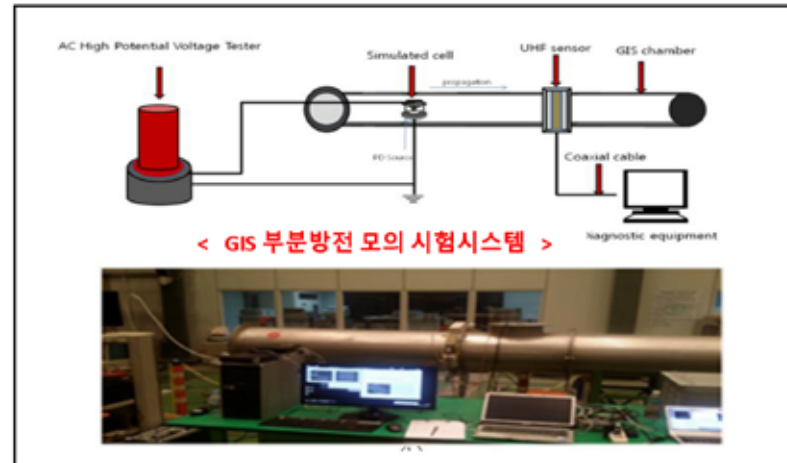 AC High Potential Voltage Tester
Simulated cell
UHF sensor
GIS chamber
propagation
PD Source
Coaxial cable
Diagnostic equipment
< GIS 부분방전 모의 시험시스템 >